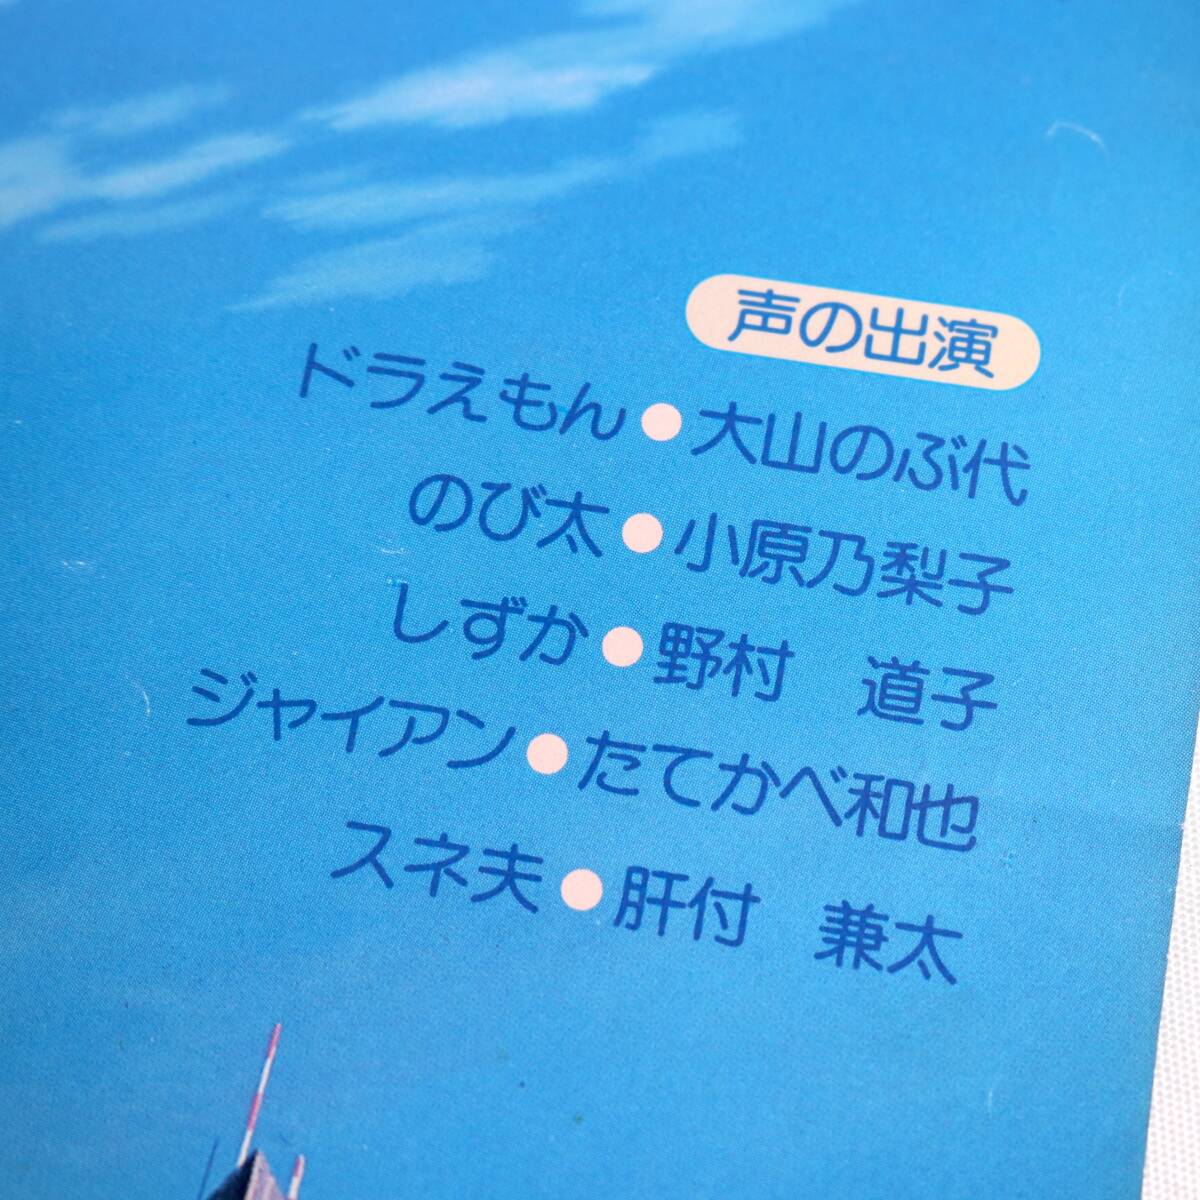 声の出演
ドラえもん●大山のぶ代
のび太●小原乃梨子
しずか●野村　道子
ジャイアン●たてかべ和也
スネ夫●肝付　兼太